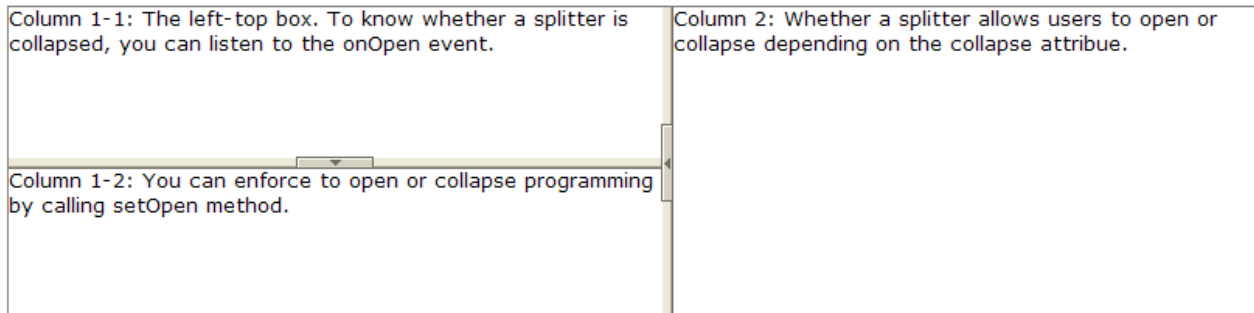 Column 1-1: The left-top box. To know whether a splitter is
collapsed, you can listen to the onOpen event.
Column 1-2: You can enforce to open or collapse programming
by calling setOpen method.
Column 2: Whether a splitter allows users to open or
collapse depending on the collapse attribue.